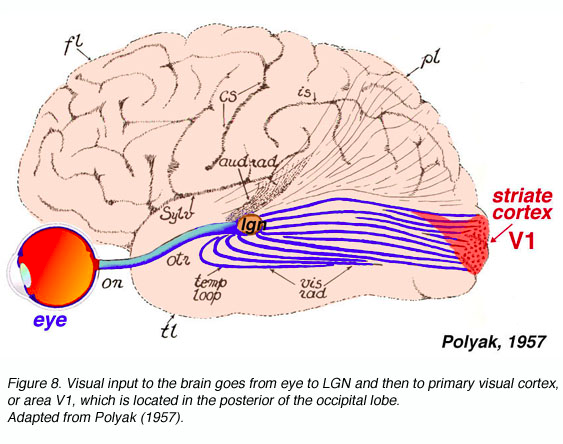 fl
pl
CS
is
aud rad
Sylv
lgn
striate
cortex
V1
on
otr
temp
loop
vis
rad
eye
tl
Polyak, 1957
Figure 8. Visual input to the brain goes from eye to LGN and then to primary visual cortex,
or area V1, which is located in the posterior of the occipital lobe.
Adapted from Polyak (1957).